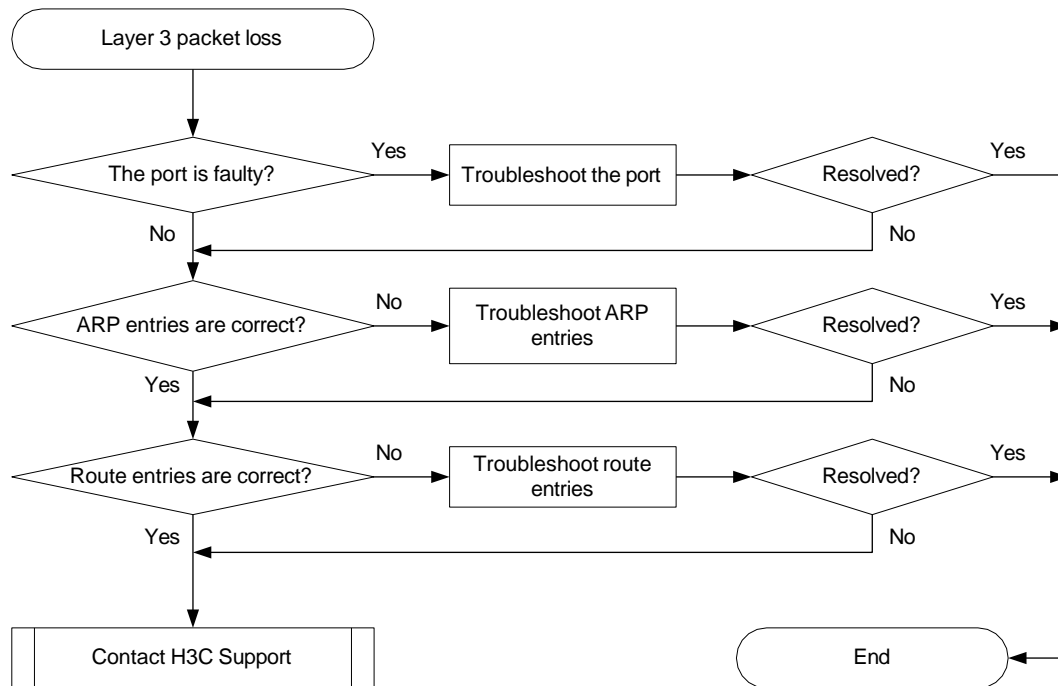 Layer 3 packet loss
The port is faulty?
Yes
Troubleshoot the port
Resolved?
Yes
No
No
ARP entries are correct?
No
Troubleshoot ARP
entries
Resolved?
Yes
Yes
No
Route entries are correct?
No
Troubleshoot route
entries
Resolved?
Yes
Yes
No
Contact H3C Support
End